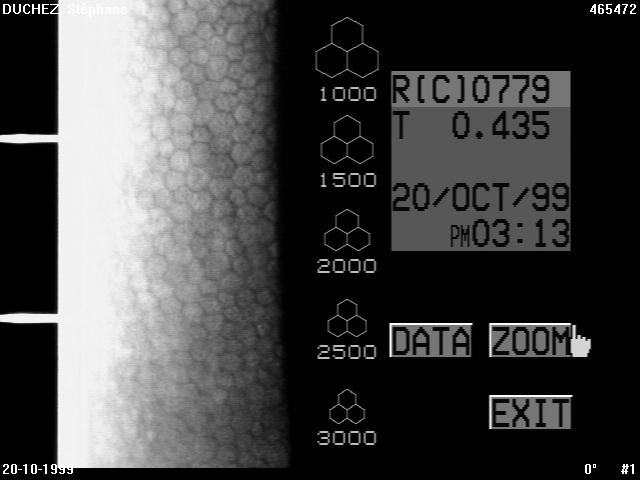 DUCHEZ Stéphane
465472
1000
1500
2000
2500
3000
R[C]0779
T 0.435
20/OCT/99
PM03:13
DATA
ZOOM
EXIT
20-10-1999
0°
#1